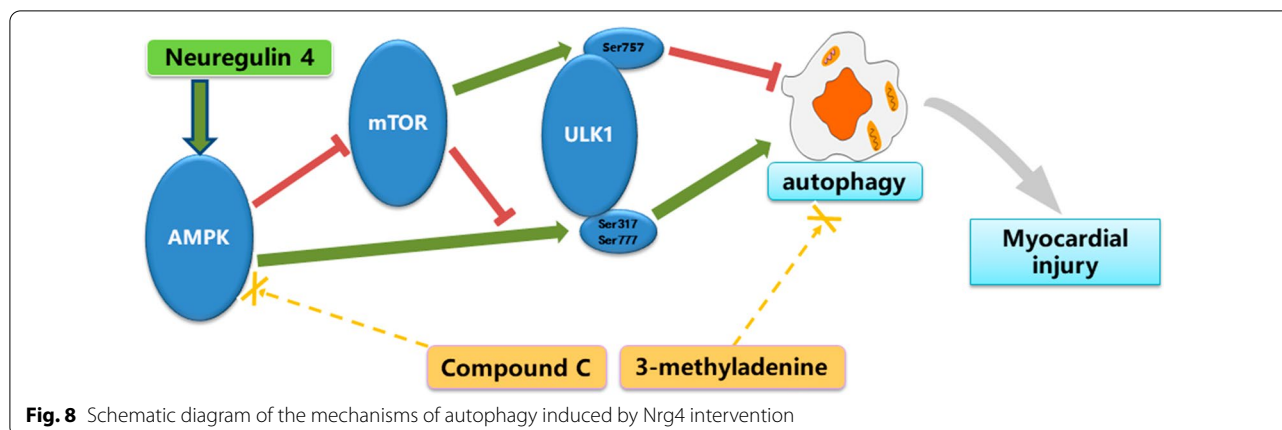 Neuregulin 4
Ser757
mTOR
ULK1
autophagy
AMPK
Ser317
Ser777
Myocardial
injury
Compound C
3-methyladenine
Fig. 8 Schematic diagram of the mechanisms of autophagy induced by Nrg4 intervention